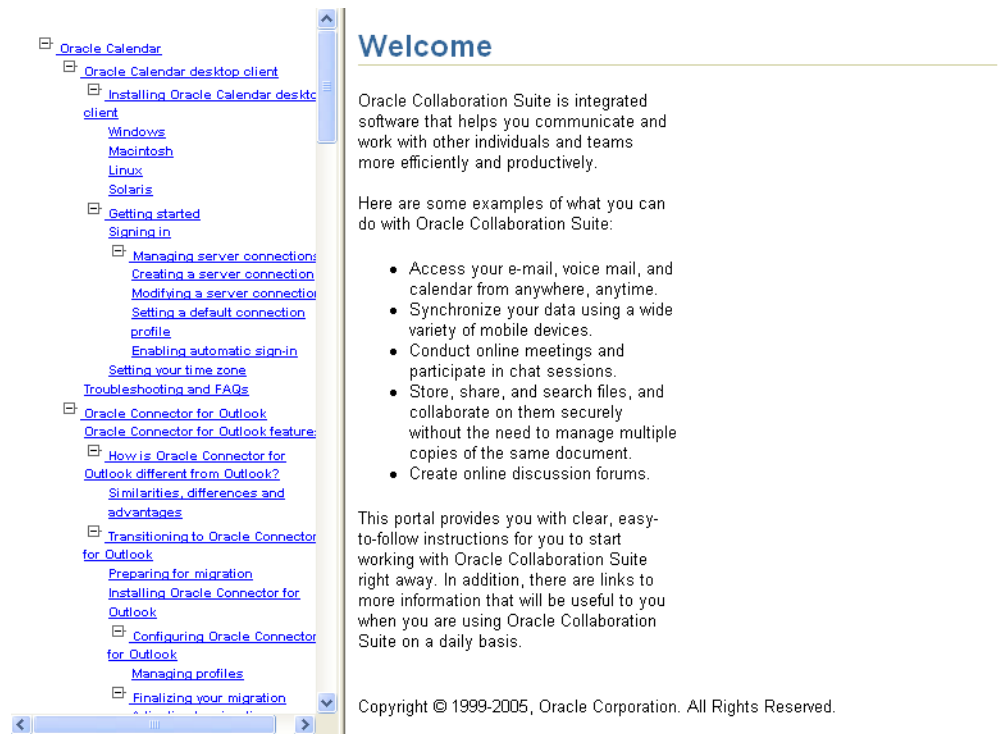 Oracle Calendar
Oracle Calendar desktop client
Installing Oracle Calendar deskto
client
Windows
Macintosh
Linux
Solaris
Getting started
Signing in
Managing server connections
Creating a server connection
Modifying a server connection
Setting a default connection
profile
Enabling automatic sign-in
Setting your time zone
Troubleshooting and FAQs
Oracle Connector for Outlook
Oracle Connector for Outlook features
How is Oracle Connector for
Outlook different from Outlook?
Similarities, differences and
advantages
Transitioning to Oracle Connector
for Outlook
Preparing for migration
Installing Oracle Connector for
Outlook
Configuring Oracle Connector
for Outlook
Managing profiles
Finalizing your migration
Welcome
Oracle Collaboration Suite is integrated
software that helps you communicate and
work with other individuals and teams
more efficiently and productively.
Here are some examples of what you can
do with Oracle Collaboration Suite:
• Access your e-mail, voice mail, and
calendar from anywhere, anytime.
• Synchronize your data using a wide
variety of mobile devices.
• Conduct online meetings and
participate in chat sessions.
• Store, share, and search files, and
collaborate on them securely
without the need to manage multiple
copies of the same document.
• Create online discussion forums.
This portal provides you with clear, easy-
to-follow instructions for you to start
working with Oracle Collaboration Suite
right away. In addition, there are links to
more information that will be useful to you
when you are using Oracle Collaboration
Suite on a daily basis.
Copyright © 1999-2005, Oracle Corporation. All Rights Reserved.